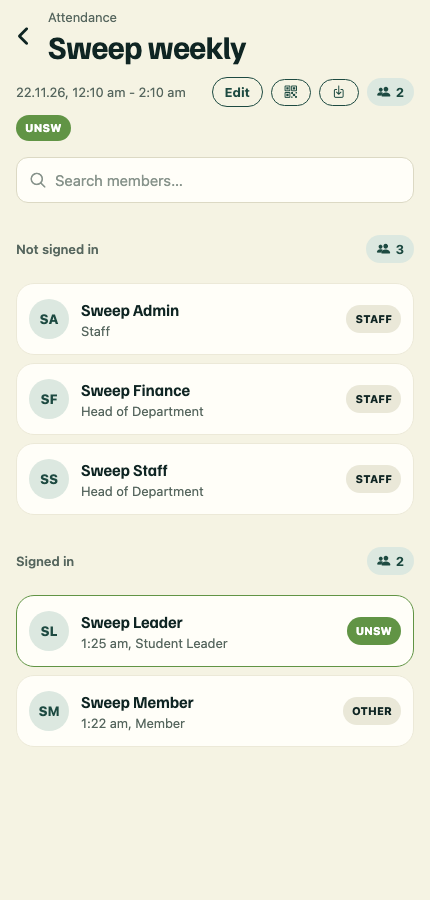 Attendance
Sweep weekly
22.11.26, 12:10 am - 2:10 am
Edit
2
UNSW
Search members...
Not signed in
3
SA
Sweep Admin
Staff
STAFF
SF
Sweep Finance
Head of Department
STAFF
SS
Sweep Staff
Head of Department
STAFF
Signed in
2
SL
Sweep Leader
1:25 am, Student Leader
UNSW
SM
Sweep Member
1:22 am, Member
OTHER